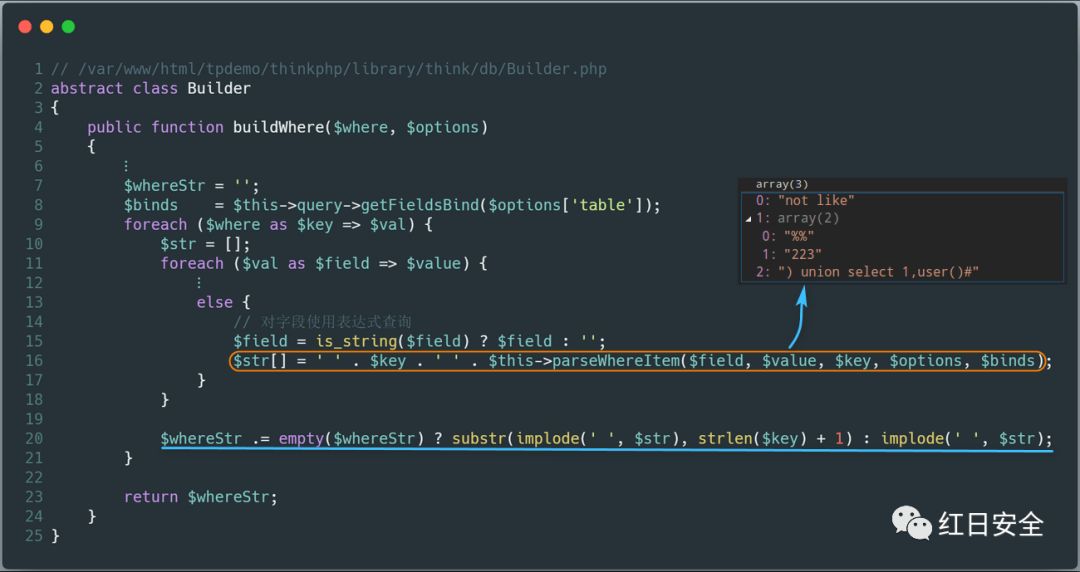 1 // /var/www/html/tpdemo/thinkphp/library/think/db/Builder.php
2 abstract class Builder
3 {
4 public function buildWhere($where, $options)
5 {
6 ⋮
7 $whereStr = '';
8 $binds = $this->query->getFieldsBind($options['table']);
9 foreach ($where as $key => $val) {
10 $str = [];
11 foreach ($val as $field => $value) {
12 ⋮
13 else {
14 // 对字段使用表达式查询
15 $field = is_string($field) ? $field : '';
16 $str[] = ' ' . $key . ' ' . $this->parseWhereItem($field, $value, $key, $options, $binds);
17 }
18 }
19
20 $whereStr .= empty($whereStr) ? substr(implode(' ', $str), strlen($key) + 1) : implode(' ', $str);
21 }
22
23 return $whereStr;
24 }
25 }
array(3)
0: "not like"
1: array(2)
0: "%%"
1: "223"
2: ") union select 1,user()#"
红日安全